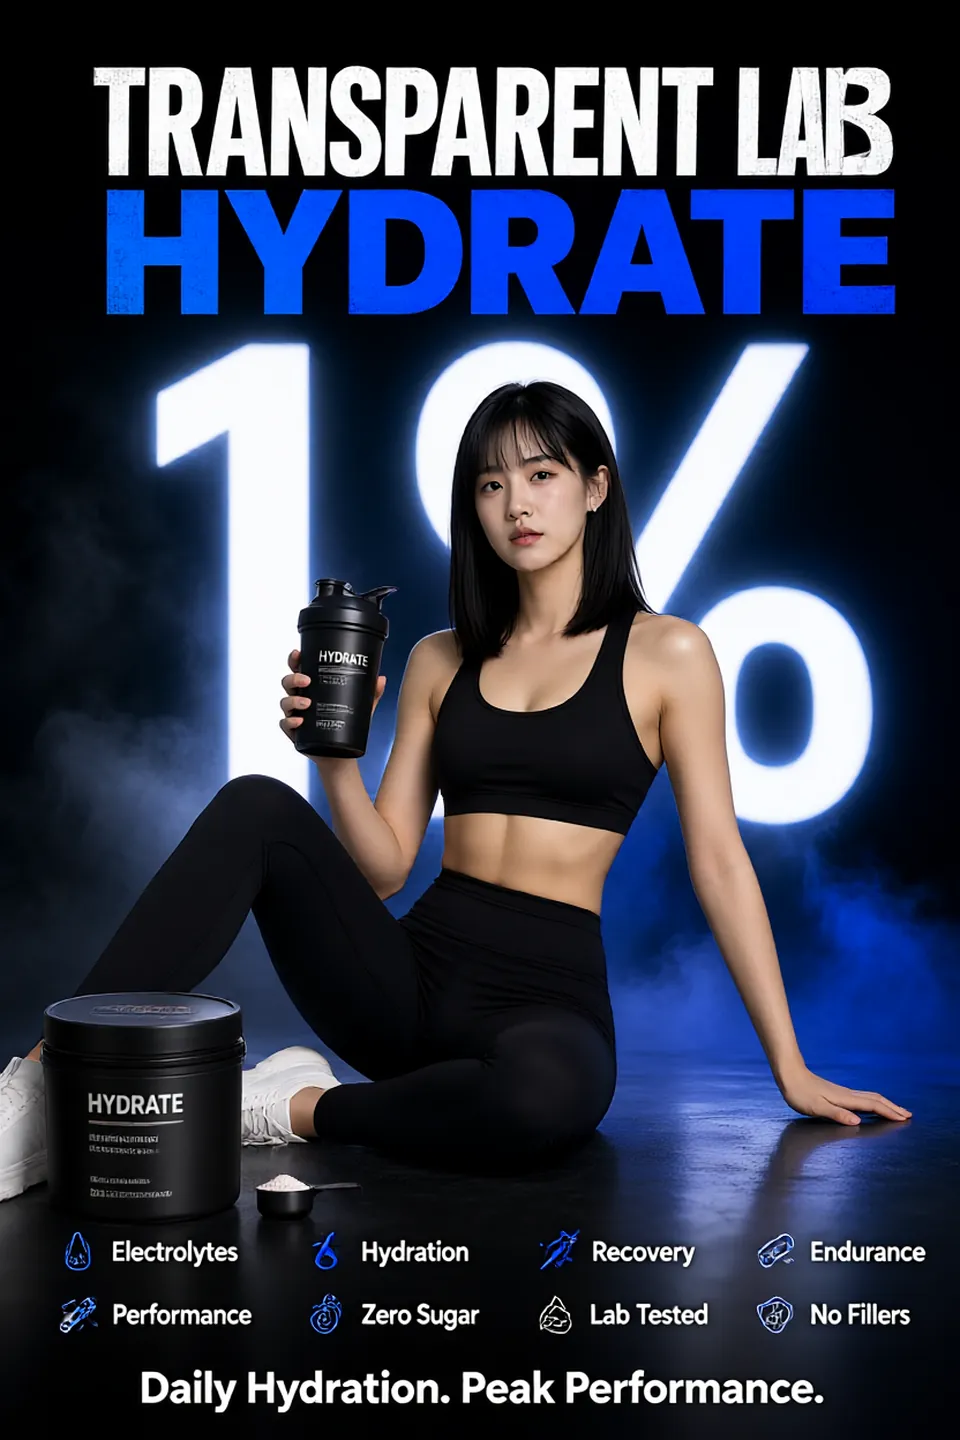 TRANSPARENT LAB
HYDRATE
1%
HYDRATE
HYDRATE
Electrolytes
Hydration
Recovery
Endurance
Performance
Zero Sugar
Lab Tested
No Fillers
Daily Hydration. Peak Performance.